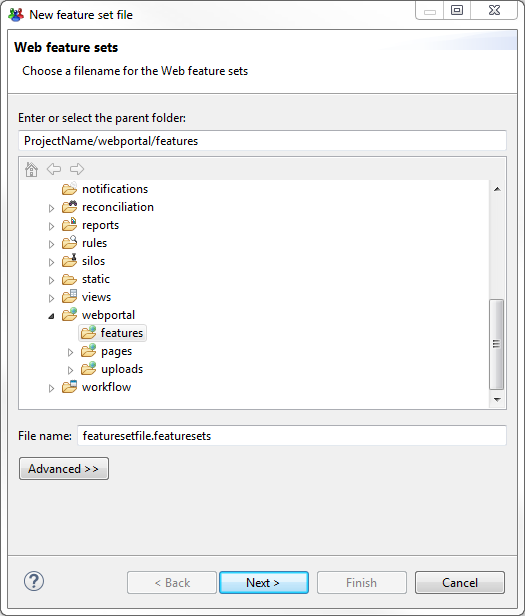 New feature set file
Web feature sets
Choose a filename for the Web feature sets
Enter or select the parent folder:
ProjectName/webportal/features
notifications
reconciliation
reports
rules
silos
static
views
webportal
features
pages
uploads
workflow
File name: featuresetfile.featuresets
Advanced >>
? < Back Next > Finish Cancel